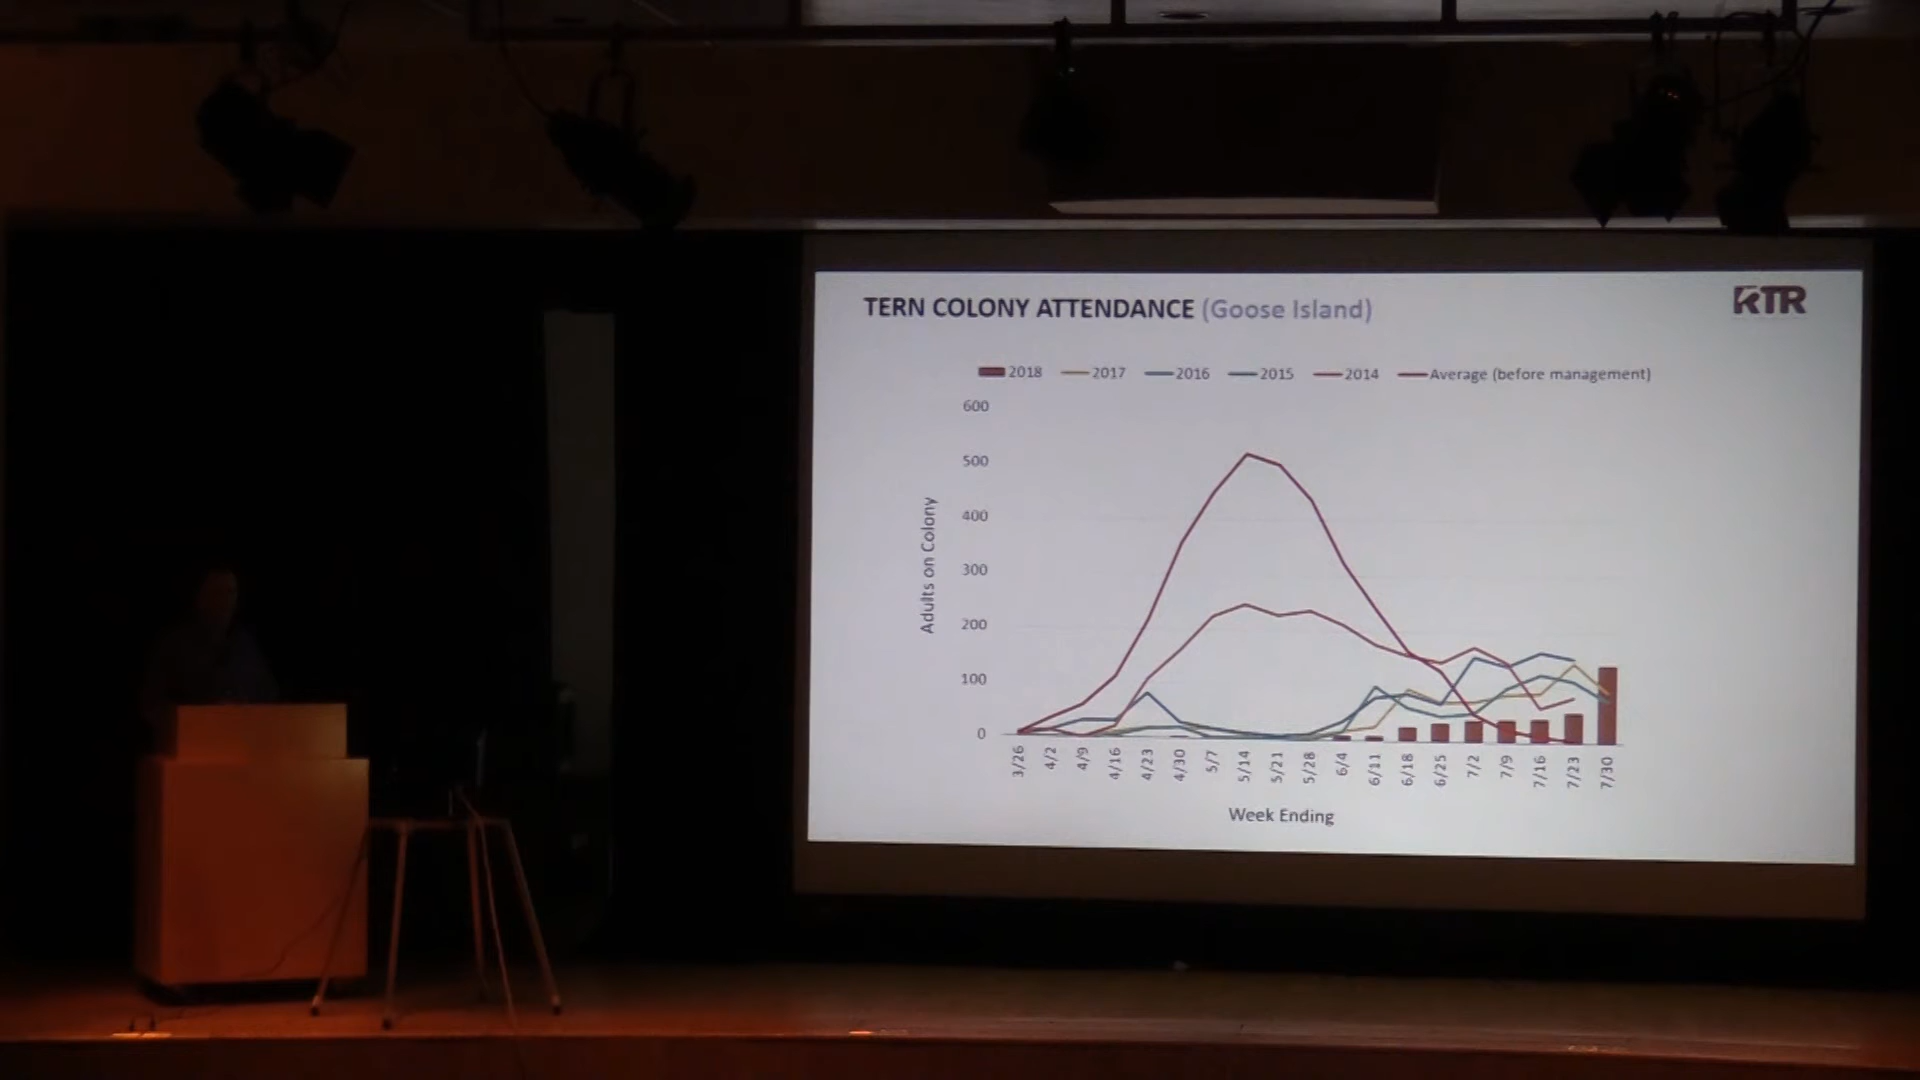 TERN COLONY ATTENDANCE (Goose Island)
RTR
2018 2017 2016 2015 2014 Average (before management)
600
500
400
300
200
100
0
Adults on Colony
3/26 4/2 4/9 4/16 4/23 4/30 5/7 5/14 5/21 5/28 6/4 6/11 6/18 6/25 7/2 7/9 7/16 7/23 7/30
Week Ending